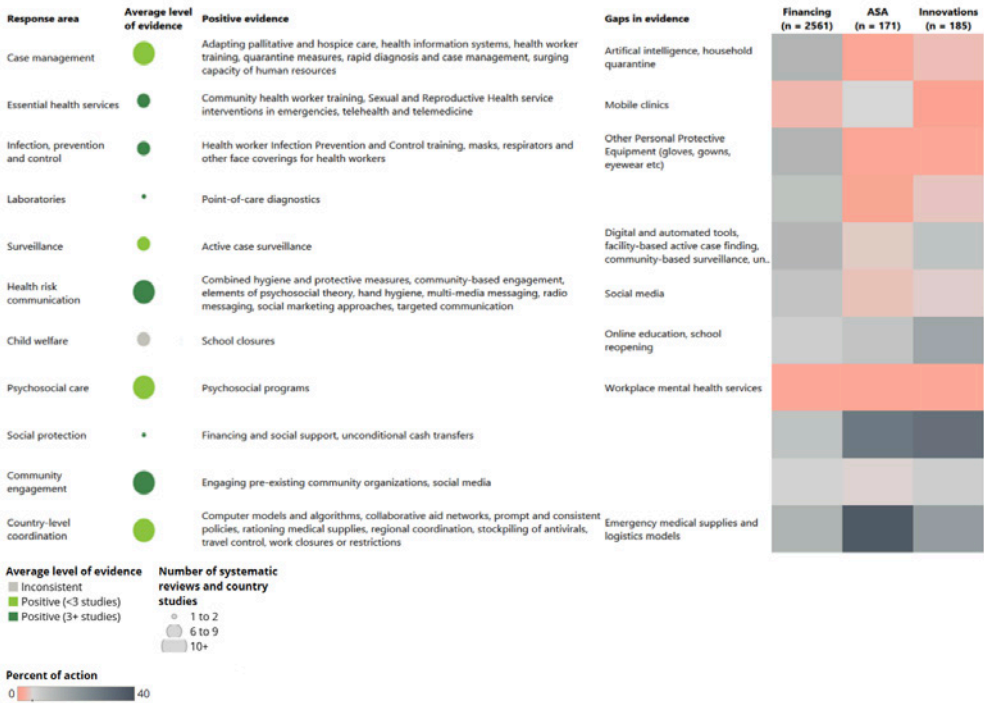 Response area
Average level
of evidence
Positive evidence
Gaps in evidence
Financing
(n = 2561)
ASA
(n = 171)
Innovations
(n = 185)
Case management
Adapting pallitative and hospice care, health information systems, health worker
training, quarantine measures, rapid diagnosis and case management, surging
capacity of human resources
Artifical intelligence, household
quarantine
Essential health services
Community health worker training, Sexual and Reproductive Health service
interventions in emergencies, telehealth and telemedicine
Mobile clinics
Infection, prevention
and control
Health worker Infection Prevention and Control training, masks, respirators and
other face coverings for health workers
Other Personal Protective
Equipment (gloves, gowns,
eyewear etc)
Laboratories
Point-of-care diagnostics
Surveillance
Active case surveillance
Digital and automated tools,
facility-based active case finding,
community-based surveillance, un..
Health risk
communication
Combined hygiene and protective measures, community-based engagement,
elements of psychosocial theory, hand hygiene, multi-media messaging, radio
messaging, social marketing approaches, targeted communication
Social media
Child welfare
School closures
Online education, school
reopening
Psychosocial care
Psychosocial programs
Workplace mental health services
Social protection
Financing and social support, unconditional cash transfers
Community
engagement
Engaging pre-existing community organizations, social media
Country-level
coordination
Computer models and algorithms, collaborative aid networks, prompt and consistent
policies, rationing medical supplies, regional coordination, stockpiling of antivirals,
travel control, work closures or restrictions
Emergency medical supplies and
logistics models
Average level of evidence
Inconsistent
Positive (<3 studies)
Positive (3+ studies)
Number of systematic
reviews and country
studies
1 to 2
6 to 9
10+
Percent of action
0
40